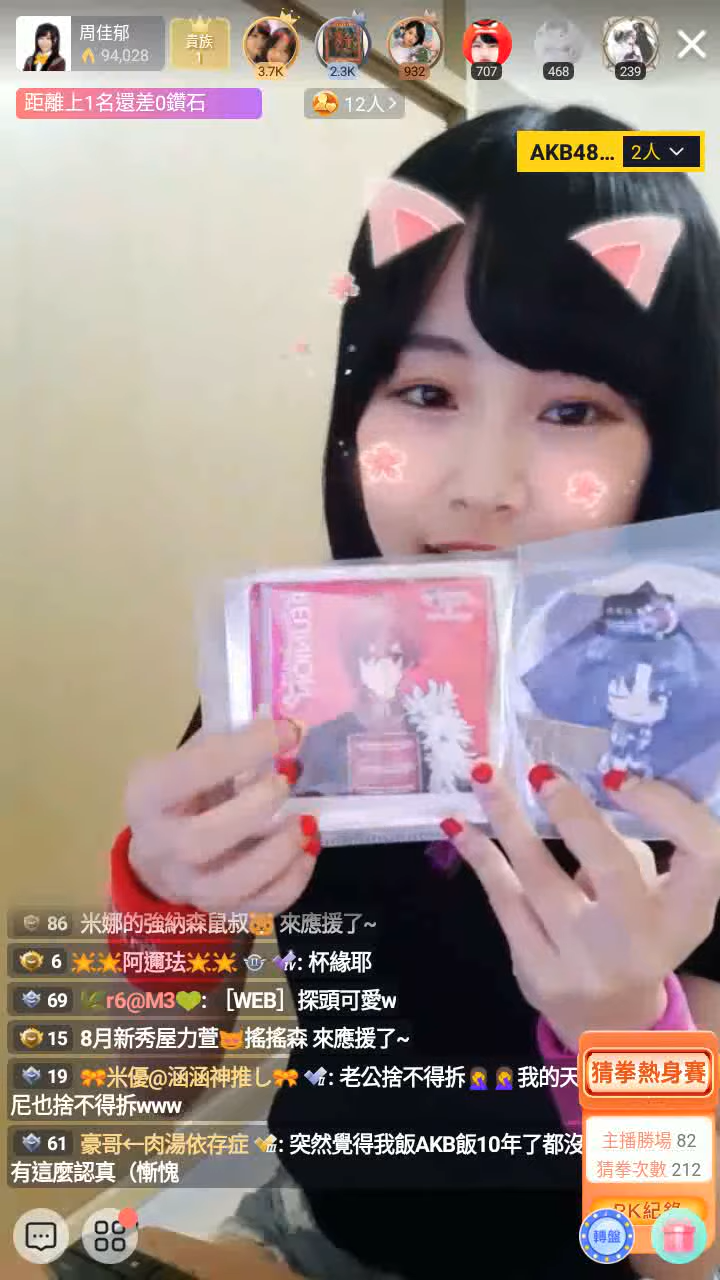 周佳郁
94,028
貴族
1
3.7K
2.3K
932
707
468
239
距離上1名還差0鑽石
12人
AKB48...
2人
REUNION
86 米娜的強納森鼠叔🐹 來應援了~
6 🌟🌟阿邇珐🌟🌟: 杯緣耶
69 🌿r6@M3💚: [WEB] 探頭可愛w
15 8月新秀屋力萱😼搖搖森 來應援了~
19 🎀米優@涵涵神推し🎀: 老公捨不得拆🤦‍♀️🤦‍♀️我的天
尼也捨不得拆www
61 豪哥←肉湯依存症: 突然覺得我飯AKB飯10年了都沒
有這麼認真（慚愧
猜拳熱身賽
主播勝場 82
猜拳次數 212
PK紀錄
轉盤